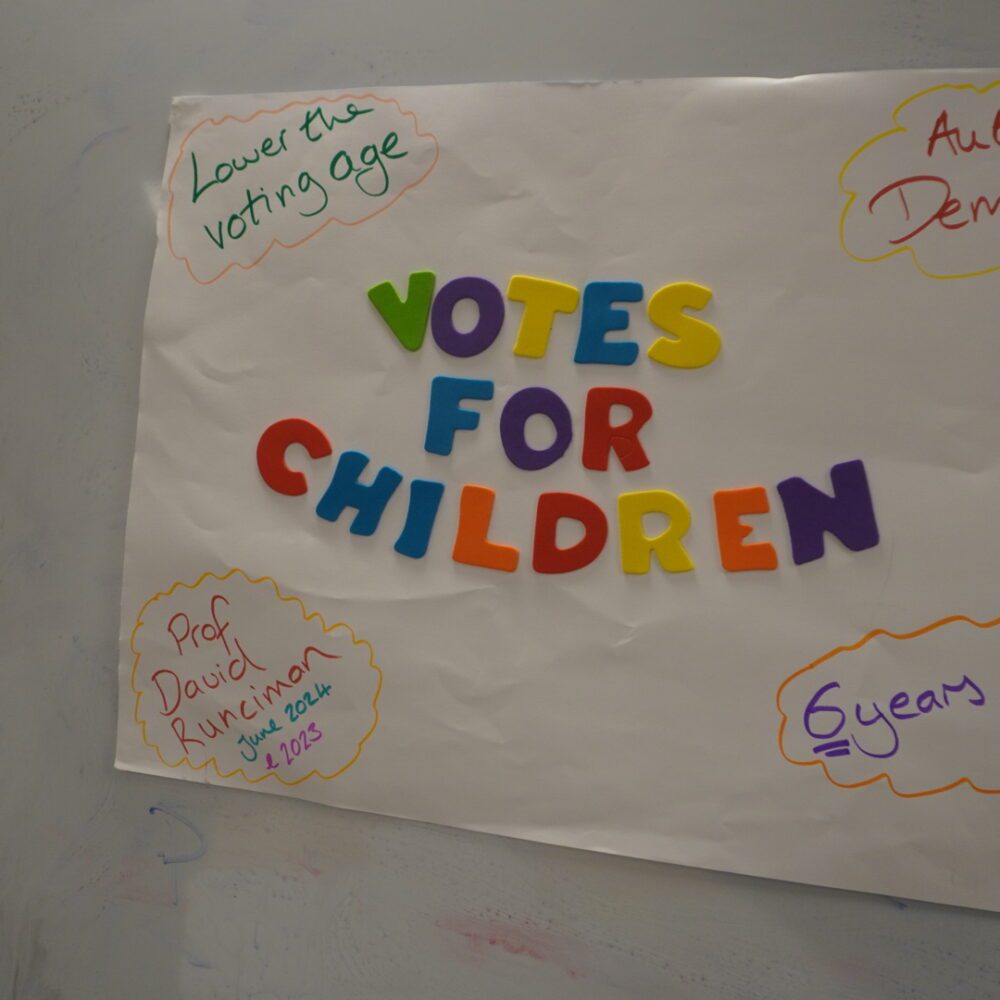 Lower the
voting age
VOTES
FOR
CHILDREN
Prof
David
Runciman
June 2024
& 2023
6 years